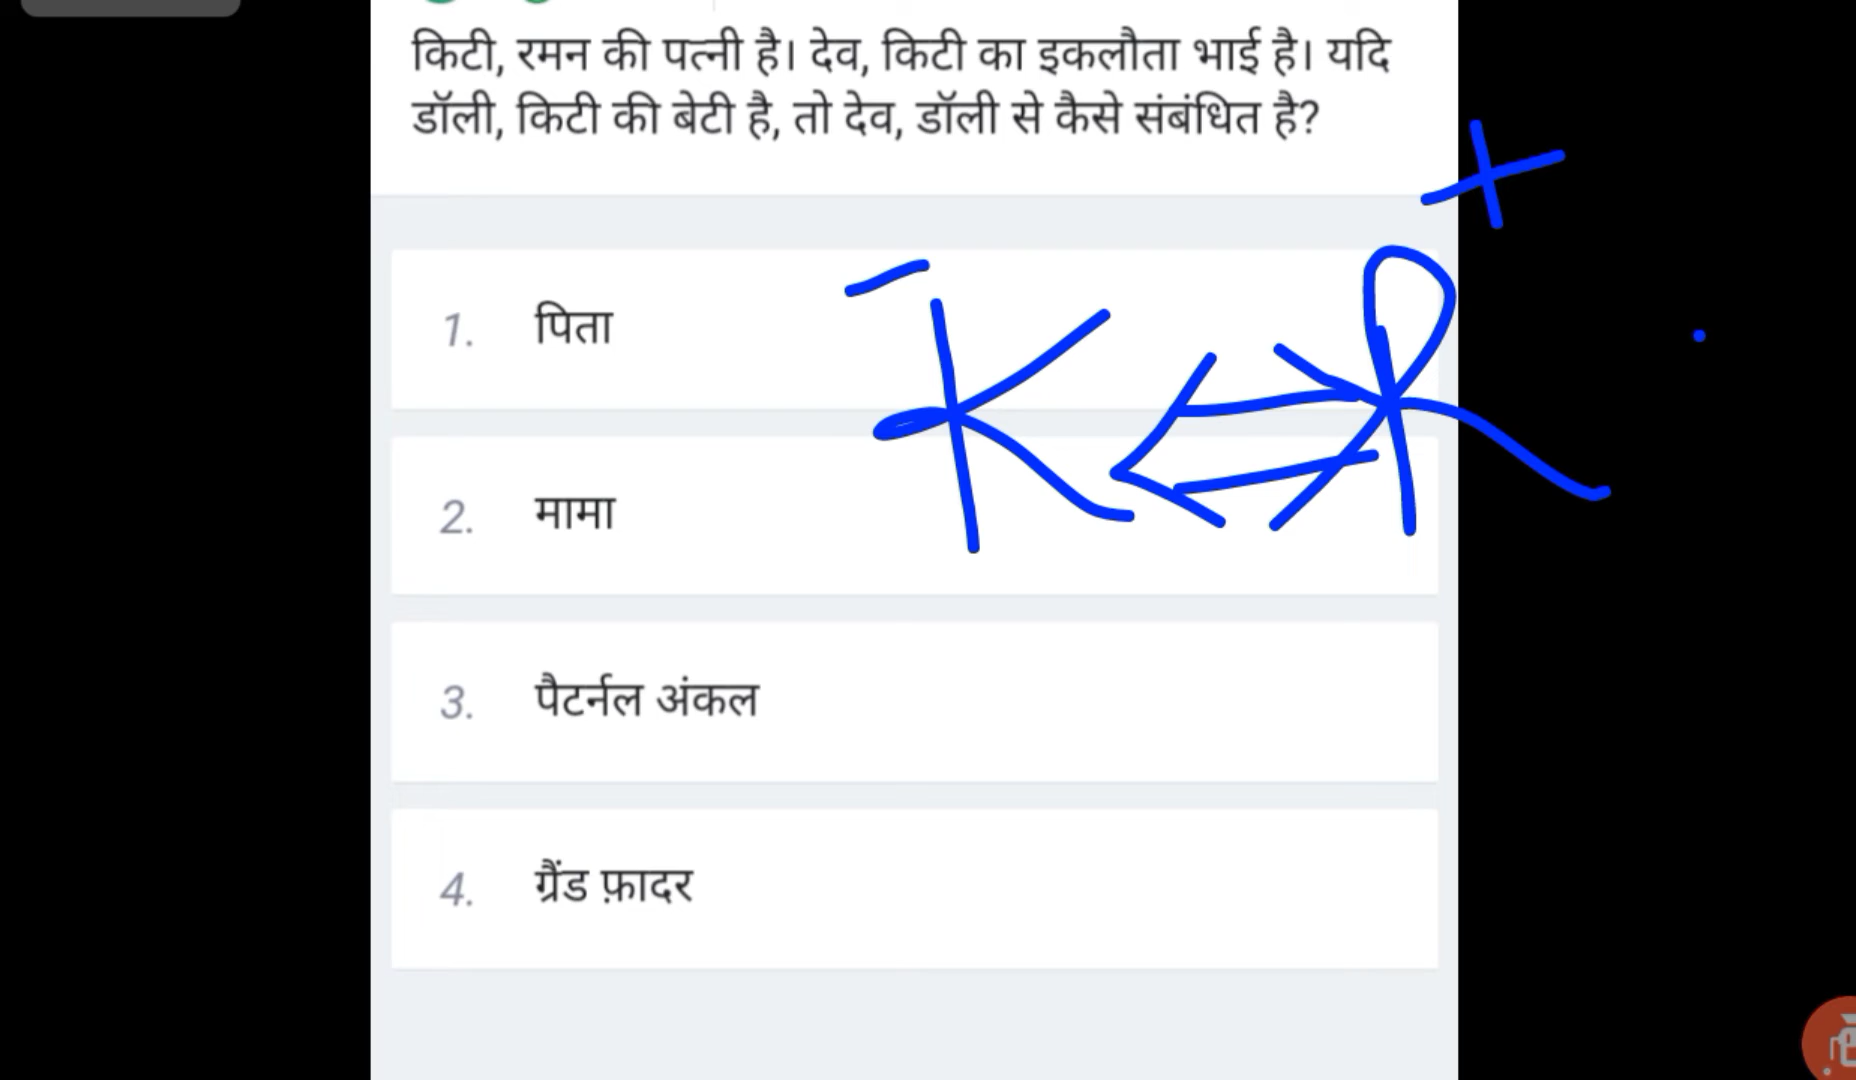 किटी, रमन की पत्नी है। देव, किटी का इकलौता भाई है। यदि
डॉली, किटी की बेटी है, तो देव, डॉली से कैसे संबंधित है?
+
-
K ⇔ R
1. पिता
2. मामा
3. पैटर्नल अंकल
4. ग्रैंड फ़ादर